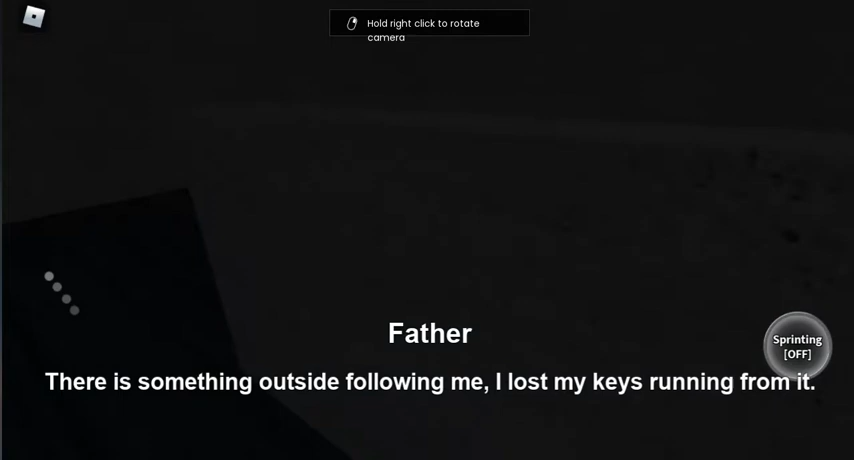 Hold right click to rotate
camera
Father
Sprinting
[OFF]
There is something outside following me, I lost my keys running from it.